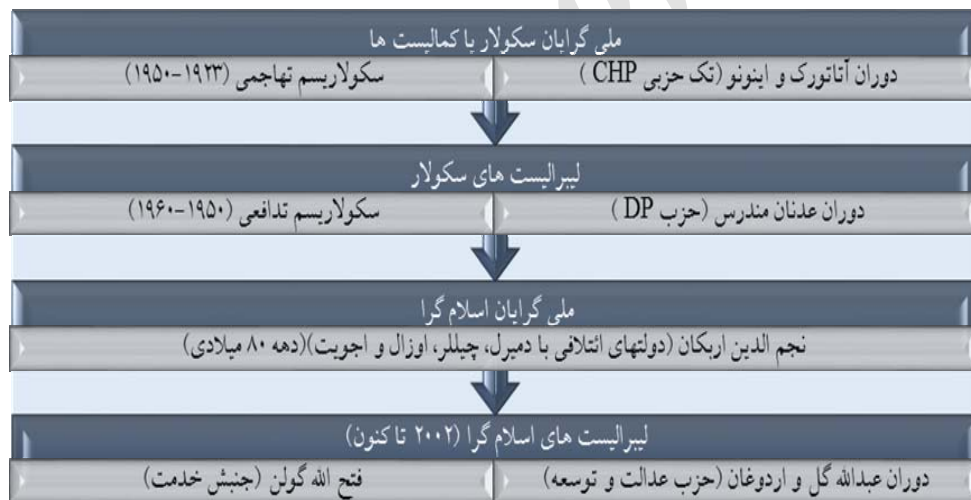 ملی گرایان سکولار یا کمالیست ها
دوران آتاتورک و اینونو (تک حزبی CHP ) سکولاریسم تهاجمی (۱۹۲۳-۱۹۵۰)
لیبرالیست های سکولار
دوران عدنان مندرس (حزب DP ) سکولاریسم تدافعی (۱۹۵۰-۱۹۶۰)
ملی گرایان اسلام گرا
نجم الدین اربکان (دولتهای ائتلافی با دمیرل، چیللر، اوزال و اجویت)(دهه ۸۰ میلادی)
لیبرالیست های اسلام گرا (۲۰۰۲ تا کنون)
دوران عبدالله گل و اردوغان (حزب عدالت و توسعه) فتح الله گولن (جنبش خدمت)